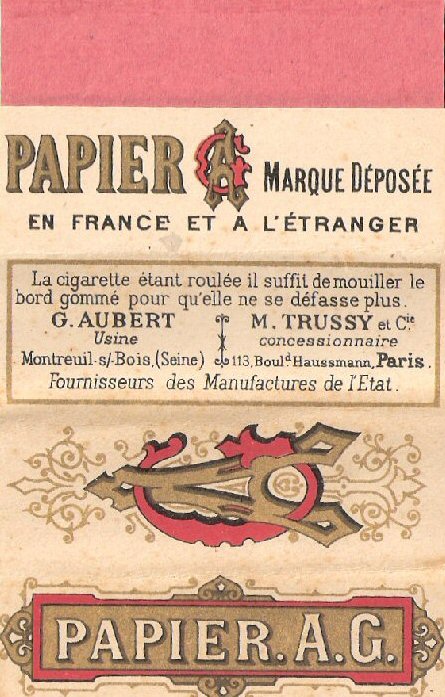 PAPIER AG MARQUE DÉPOSÉE
EN FRANCE ET A L'ÉTRANGER
La cigarette étant roulée il suffit de mouiller le
bord gommé pour qu'elle ne se défasse plus.
G. AUBERT
Usine
Montreuil-s/-Bois, (Seine)
M. TRUSSY et Cie
concessionnaire
113, Bould Haussmann, Paris.
Fournisseurs des Manufactures de l'Etat.
AG
PAPIER. A. G.